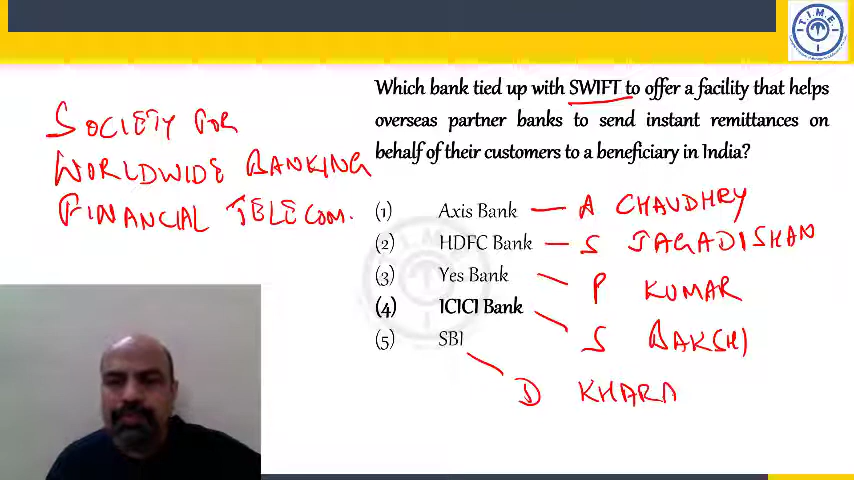 T.I.M.E.
Which bank tied up with SWIFT to offer a facility that helps
overseas partner banks to send instant remittances on
behalf of their customers to a beneficiary in India?
SOCIETY FOR
WORLDWIDE BANKING
FINANCIAL TELECOM.
(1) Axis Bank — A CHAUDHRY
(2) HDFC Bank — S JAGADISHAN
(3) Yes Bank P KUMAR
(4) ICICI Bank S BAKSHI
(5) SBI D KHARA